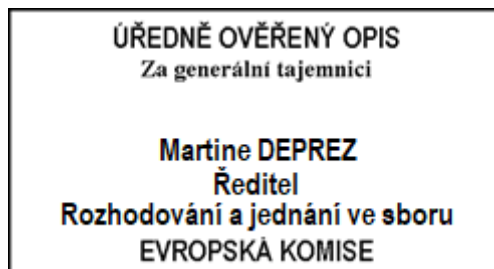 ÚŘEDNĚ OVĚŘENÝ OPIS
Za generální tajemnici
Martine DEPREZ
Ředitel
Rozhodování a jednání ve sboru
EVROPSKÁ KOMISE